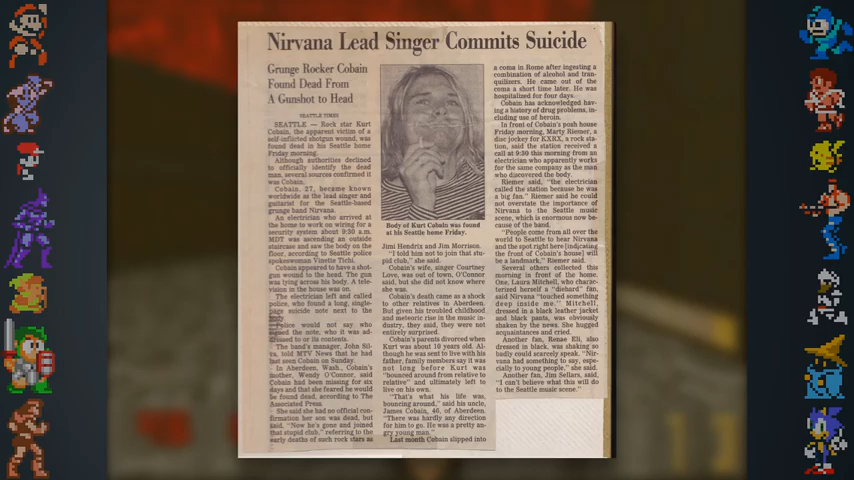 Nirvana Lead Singer Commits Suicide
Grunge Rocker Cobain
Found Dead From
A Gunshot to Head
SEATTLE TIMES
SEATTLE — Rock star Kurt
Cobain, the apparent victim of a
self-inflicted shotgun wound, was
found dead in his Seattle home
Friday morning.
Although authorities declined
to officially identify the dead
man, several sources confirmed it
was Cobain.
Cobain, 27, became known
worldwide as the lead singer and
guitarist for the Seattle-based
grunge band Nirvana.
An electrician who arrived at
the home to work on wiring for a
security system about 9:30 a.m.
MDT was ascending an outside
staircase and saw the body on the
floor, according to Seattle police
spokeswoman Vinette Tichi.
Cobain appeared to have a shot-
gun wound to the head. The gun
was lying across his body. A tele-
vision in the house was on.
The electrician left and called
police, who found a long, single-
page suicide note next to the
body.
Police would not say who
signed the note, who it was ad-
dressed to or its contents.
The band's manager, John Sil-
va, told MTV News that he had
last seen Cobain on Sunday.
In Aberdeen, Wash., Cobain's
mother, Wendy O'Connor, said
Cobain had been missing for six
days and that she feared he would
be found dead, according to The
Associated Press.
She said she had no official con-
firmation her son was dead, but
said, "Now he's gone and joined
that stupid club," referring to the
early deaths of such rock stars as
Body of Kurt Cobain was found
at his Seattle home Friday.
Jimi Hendrix and Jim Morrison.
"I told him not to join that stu-
pid club," she said.
Cobain's wife, singer Courtney
Love, was out of town, O'Connor
said, but she did not know where
she was.
Cobain's death came as a shock
to other relatives in Aberdeen.
But given his troubled childhood
and meteoric rise in the music in-
dustry, they said, they were not
entirely surprised.
Cobain's parents divorced when
Kurt was about 10 years old. Al-
though he was sent to live with his
father, family members say it was
not long before Kurt was
"bounced around from relative to
relative" and ultimately left to
live on his own.
"That's what his life was,
bouncing around," said his uncle,
James Cobain, 46, of Aberdeen.
"There was hardly any direction
for him to go. He was a pretty an-
gry young man."
Last month Cobain slipped into
a coma in Rome after ingesting a
combination of alcohol and tran-
quilizers. He came out of the
coma a short time later. He was
hospitalized for four days.
Cobain has acknowledged hav-
ing a history of drug problems, in-
cluding use of heroin.
In front of Cobain's posh house
Friday morning, Marty Riemer, a
disc jockey for KXRX, a rock sta-
tion, said the station received a
call at 9:30 this morning from an
electrician who apparently works
for the same company as the man
who discovered the body.
Riemer said, "the electrician
called the station because he was
a big fan." Riemer said he could
not overstate the importance of
Nirvana to the Seattle music
scene, which is enormous now be-
cause of the band.
"People come from all over the
world to Seattle to hear Nirvana
and the spot right here [indicating
the front of Cobain's house] will
be a landmark," Riemer said.
Several others collected this
morning in front of the home.
One, Laura Mitchell, who charac-
terized herself a "diehard" fan,
said Nirvana "touched something
deep inside me." Mitchell,
dressed in a black leather jacket
and black pants, was obviously
shaken by the news. She hugged
acquaintances and cried.
Another fan, Renae Eli, also
dressed in black, was shaking so
badly could scarcely speak. "Nir-
vana had something to say, espe-
cially to young people," she said.
Another fan, Jim Sellars, said,
"I can't believe what this will do
to the Seattle music scene."